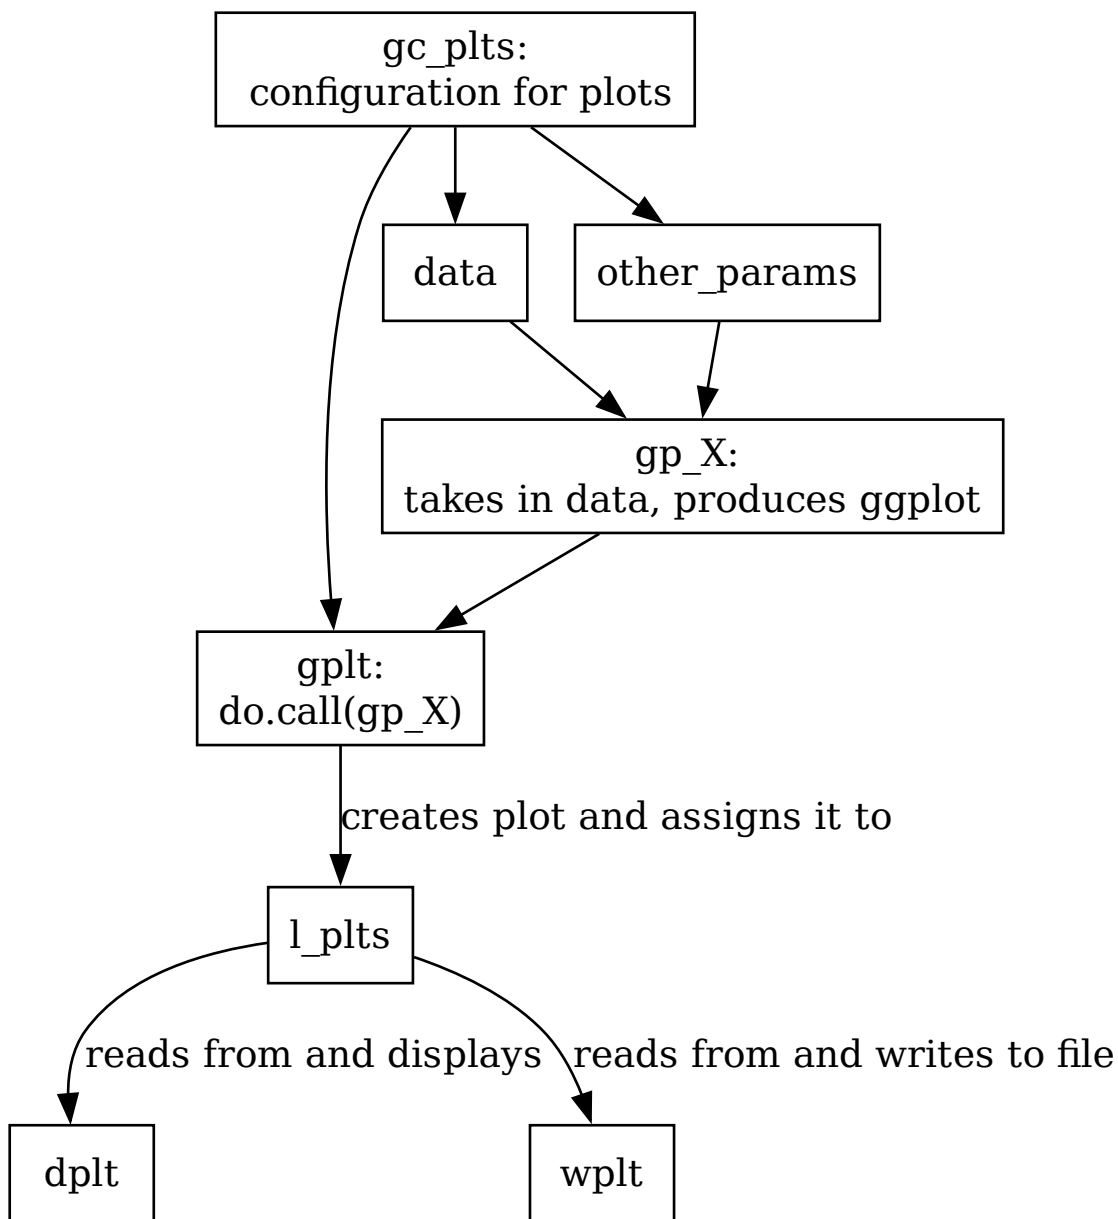 gc_plts:
configuration for plots
data
other_params
gp_X:
takes in data, produces ggplot
gplt:
do.call(gp_X)
creates plot and assigns it to
l_plts
reads from and displays
reads from and writes to file
dplt
wplt